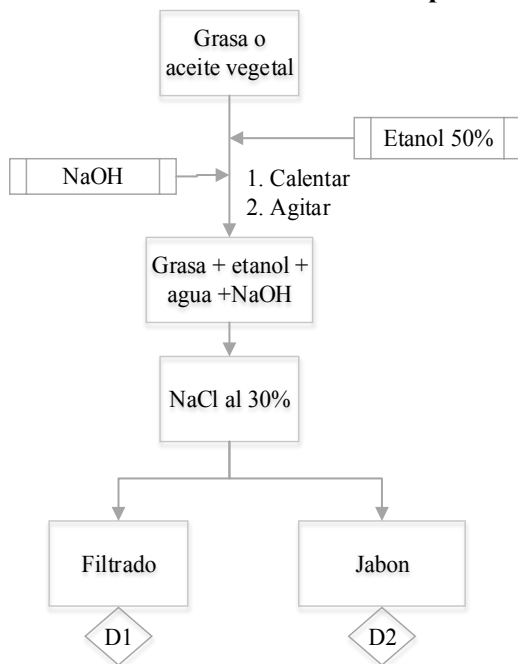 Grasa o
aceite vegetal
Etanol 50%
NaOH
1. Calentar
2. Agitar
Grasa + etanol +
agua +NaOH
NaCl al 30%
Filtrado
Jabon
D1
D2